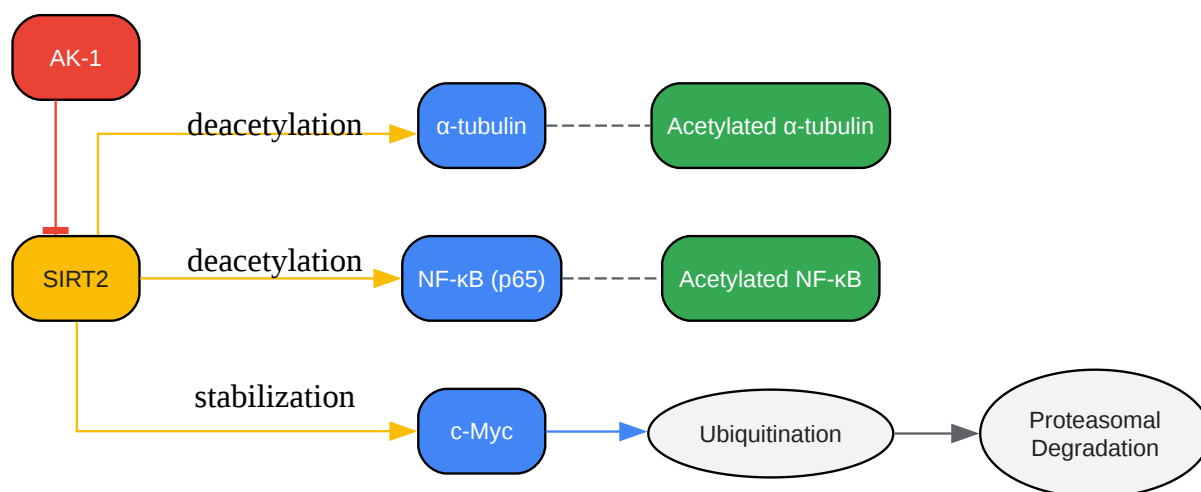 AK-1
deacetylation
α-tubulin
Acetylated α-tubulin
SIRT2
deacetylation
NF-κB (p65)
Acetylated NF-κB
stabilization
c-Myc
Ubiquitination
Proteasomal
Degradation